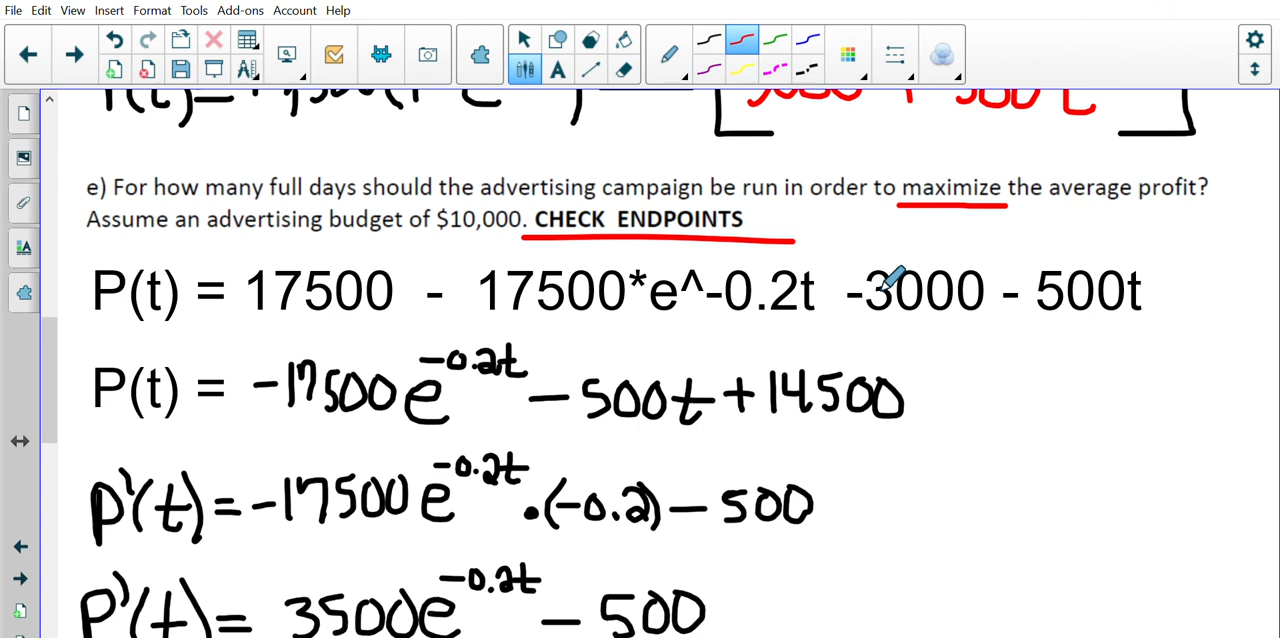 File Edit View Insert Format Tools Add-ons Account Help
3000 + 500t
e) For how many full days should the advertising campaign be run in order to maximize the average profit?
Assume an advertising budget of $10,000. CHECK ENDPOINTS
P(t) = 17500 - 17500*e^-0.2t -3000 - 500t
P(t) = -17500e^-0.2t - 500t + 14500
P'(t) = -17500e^-0.2t •(-0.2) - 500
P'(t) = 3500e^-0.2t - 500